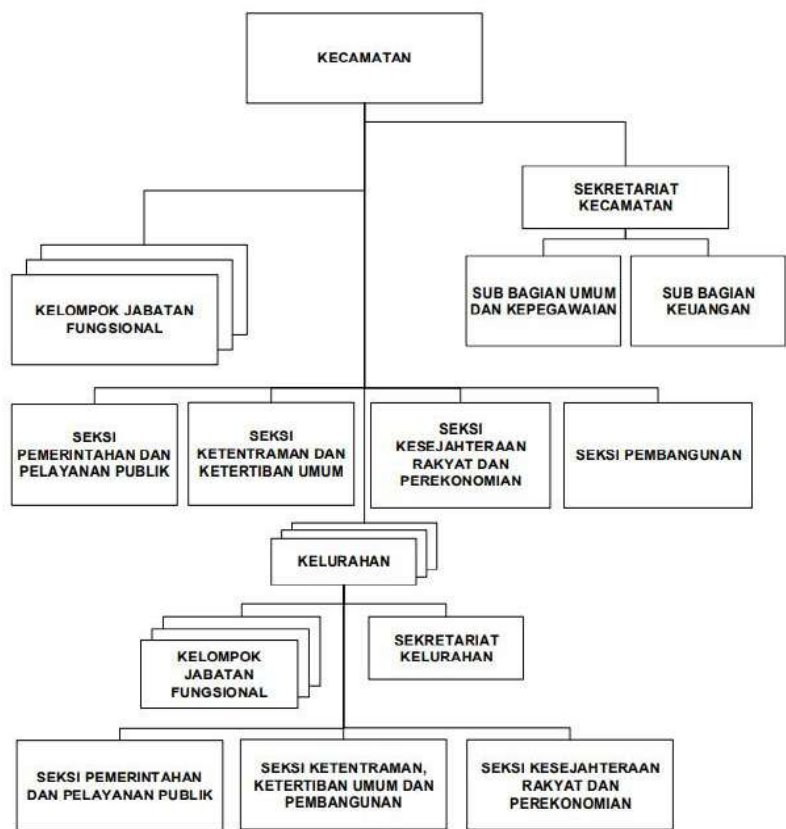 KECAMATAN
SEKRETARIAT
KECAMATAN
KELOMPOK JABATAN
FUNGSIONAL
SUB BAGIAN UMUM
DAN KEPEGAWAIAN
SUB BAGIAN
KEUANGAN
SEKSI
PEMERINTAHAN DAN
PELAYANAN PUBLIK
SEKSI
KETENTRAMAN DAN
KETERTIBAN UMUM
SEKSI
KESEJAHTERAAN
RAKYAT DAN
PEREKONOMIAN
SEKSI PEMBANGUNAN
KELURAHAN
KELOMPOK
JABATAN
FUNGSIONAL
SEKRETARIAT
KELURAHAN
SEKSI PEMERINTAHAN
DAN PELAYANAN PUBLIK
SEKSI KETENTRAMAN,
KETERTIBAN UMUM DAN
PEMBANGUNAN
SEKSI KESEJAHTERAAN
RAKYAT DAN
PEREKONOMIAN